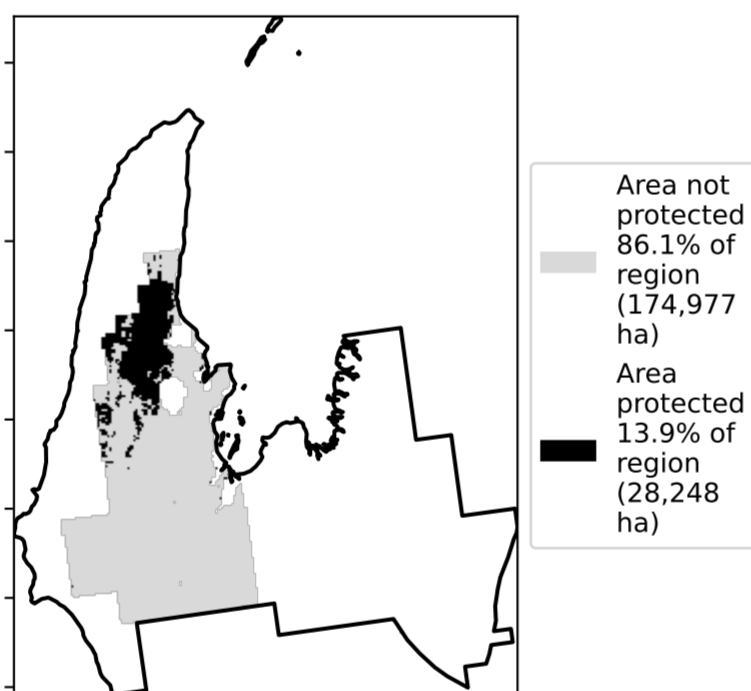 Area not
protected
86.1% of
region
(174,977
ha)
Area
protected
13.9% of
region
(28,248
ha)